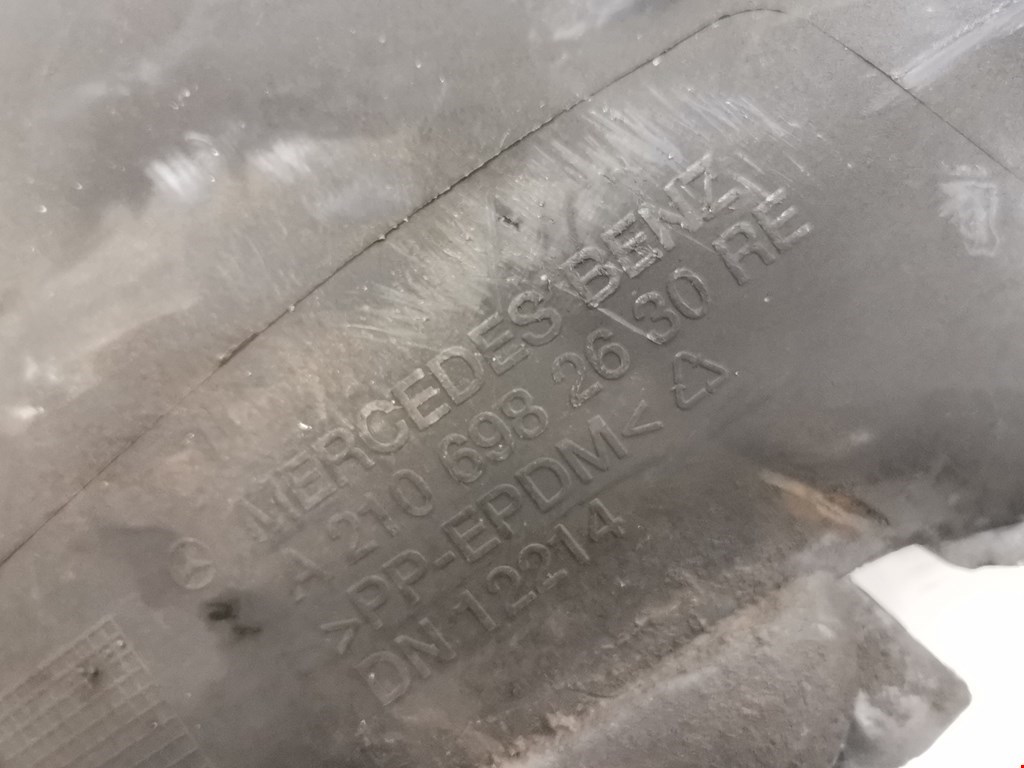 MERCEDES BENZ
A 210 698 26 30 RE
>PP-EPDM<
DN 12214